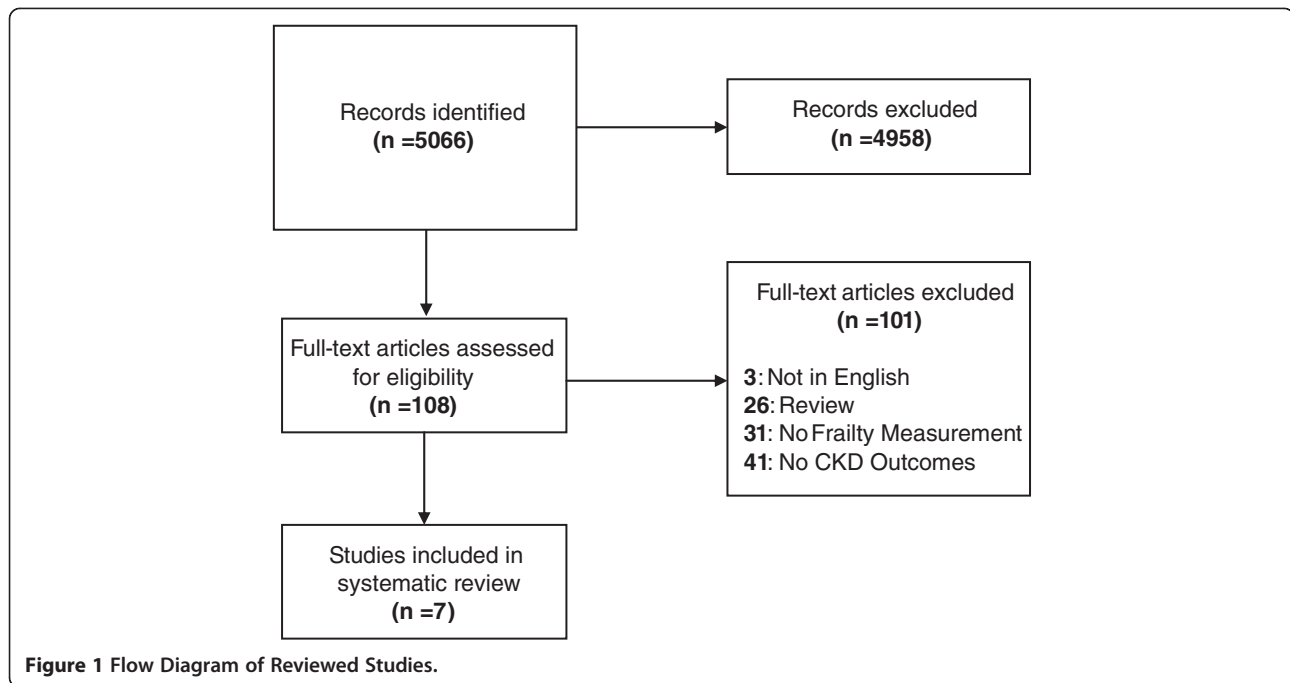 Records identified
(n =5066)
Records excluded
(n =4958)
Full-text articles assessed
for eligibility
(n =108)
Full-text articles excluded
(n =101)
3: Not in English
26: Review
31: No Frailty Measurement
41: No CKD Outcomes
Studies included in
systematic review
(n =7)
Figure 1 Flow Diagram of Reviewed Studies.